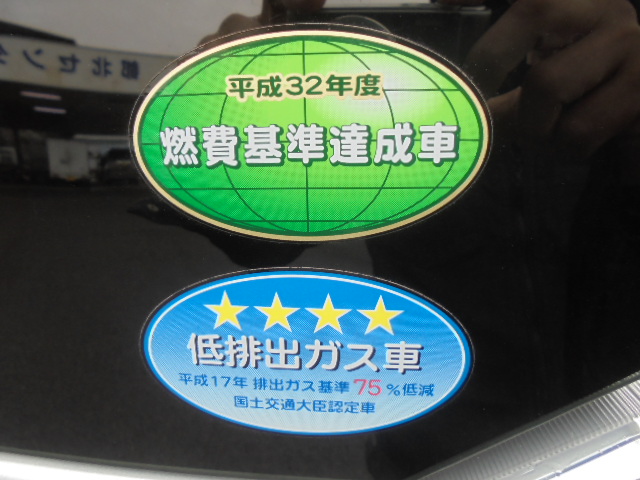 平成32年度
燃費基準達成車
低排出ガス車
平成17年 排出ガス基準75%低減
国土交通大臣認定車